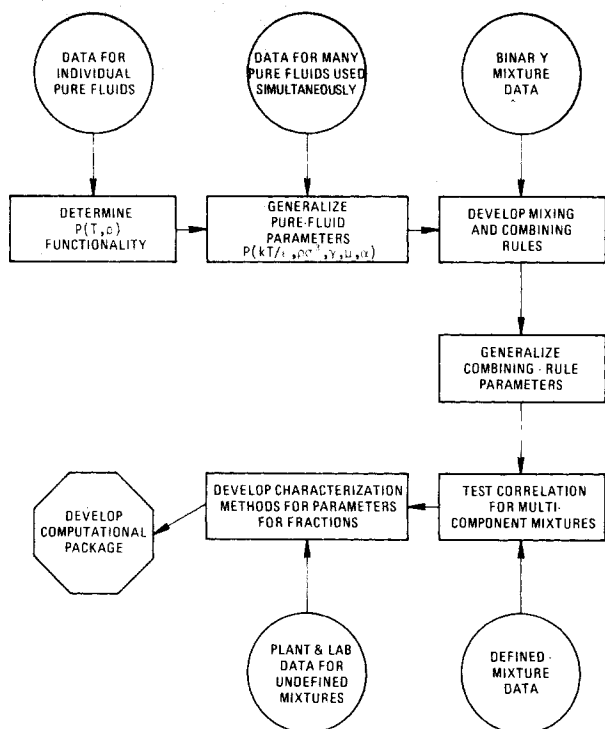 DATA FOR
INDIVIDUAL
PURE FLUIDS
DATA FOR MANY
PURE FLUIDS USED
SIMULTANEOUSLY
BINARY
MIXTURE
DATA
DETERMINE
P(T,ρ)
FUNCTIONALITY
GENERALIZE
PURE-FLUID
PARAMETERS
DEVELOP MIXING
AND COMBINING
RULES
GENERALIZE
COMBINING-RULE
PARAMETERS
DEVELOP
COMPUTATIONAL
PACKAGE
DEVELOP CHARACTERIZATION
METHODS FOR PARAMETERS
FOR FRACTIONS
TEST CORRELATION
FOR MULTI-
COMPONENT MIXTURES
PLANT & LAB
DATA FOR
UNDEFINED
MIXTURES
DEFINED-
MIXTURE
DATA